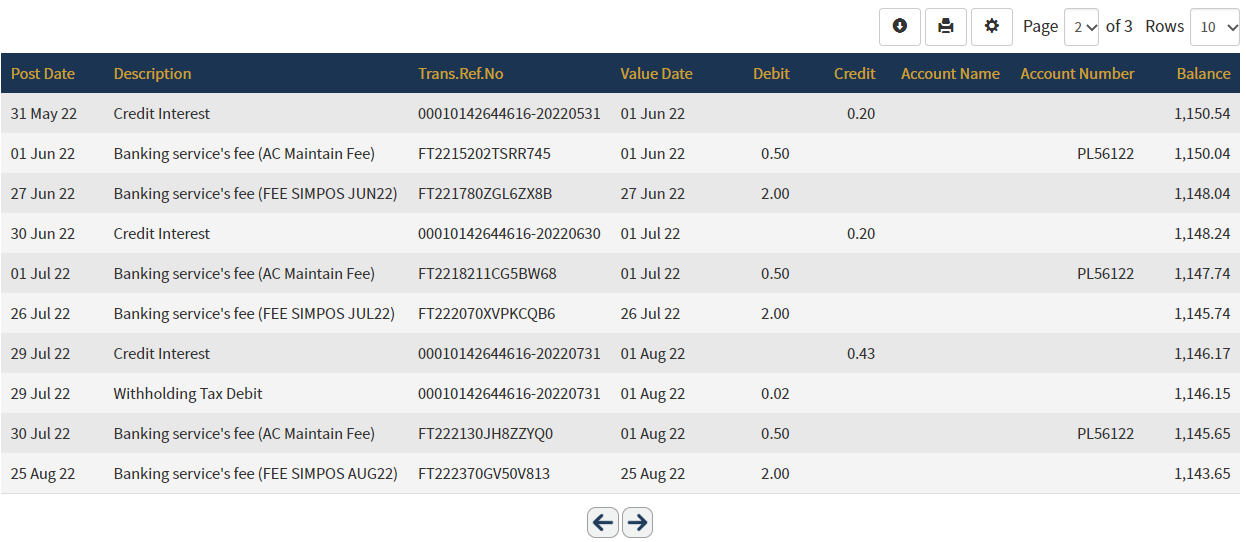 Page 2 of 3 Rows 10
Post Date Description Trans.Ref.No Value Date Debit Credit Account Name Account Number Balance
31 May 22 Credit Interest 00010142644616-20220531 01 Jun 22 0.20 1,150.54
01 Jun 22 Banking service's fee (AC Maintain Fee) FT2215202TSRR745 01 Jun 22 0.50 PL56122 1,150.04
27 Jun 22 Banking service's fee (FEE SIMPOS JUN22) FT221780ZGL6ZX8B 27 Jun 22 2.00 1,148.04
30 Jun 22 Credit Interest 00010142644616-20220630 01 Jul 22 0.20 1,148.24
01 Jul 22 Banking service's fee (AC Maintain Fee) FT2218211CG5BW68 01 Jul 22 0.50 PL56122 1,147.74
26 Jul 22 Banking service's fee (FEE SIMPOS JUL22) FT222070XVPKCQB6 26 Jul 22 2.00 1,145.74
29 Jul 22 Credit Interest 00010142644616-20220731 01 Aug 22 0.43 1,146.17
29 Jul 22 Withholding Tax Debit 00010142644616-20220731 01 Aug 22 0.02 1,146.15
30 Jul 22 Banking service's fee (AC Maintain Fee) FT222130JH8ZZYQ0 01 Aug 22 0.50 PL56122 1,145.65
25 Aug 22 Banking service's fee (FEE SIMPOS AUG22) FT222370GV50V813 25 Aug 22 2.00 1,143.65